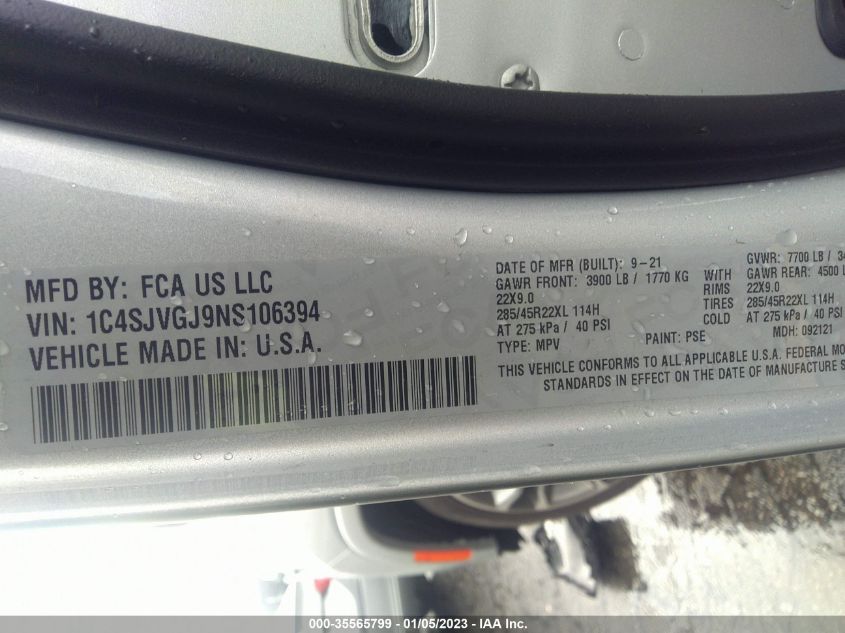 MFD BY: FCA US LLC
VIN: 1C4SJVGJ9NS106394
VEHICLE MADE IN: U.S.A.
DATE OF MFR (BUILT): 9-21
GAWR FRONT: 3900 LB / 1770 KG
22X9.0
285/45R22XL 114H
AT 275 kPa / 40 PSI
TYPE: MPV
PAINT: PSE
WITH
RIMS
TIRES
COLD
GVWR: 7700 LB /
GAWR REAR: 4500
22X9.0
285/45R22XL 114H
AT 275 kPa / 40 PSI
MDH: 092121
THIS VEHICLE CONFORMS TO ALL APPLICABLE U.S.A. FEDERAL
STANDARDS IN EFFECT ON THE DATE OF MANUFACTURE
000-35565799 - 01/05/2023 - IAAI.com.